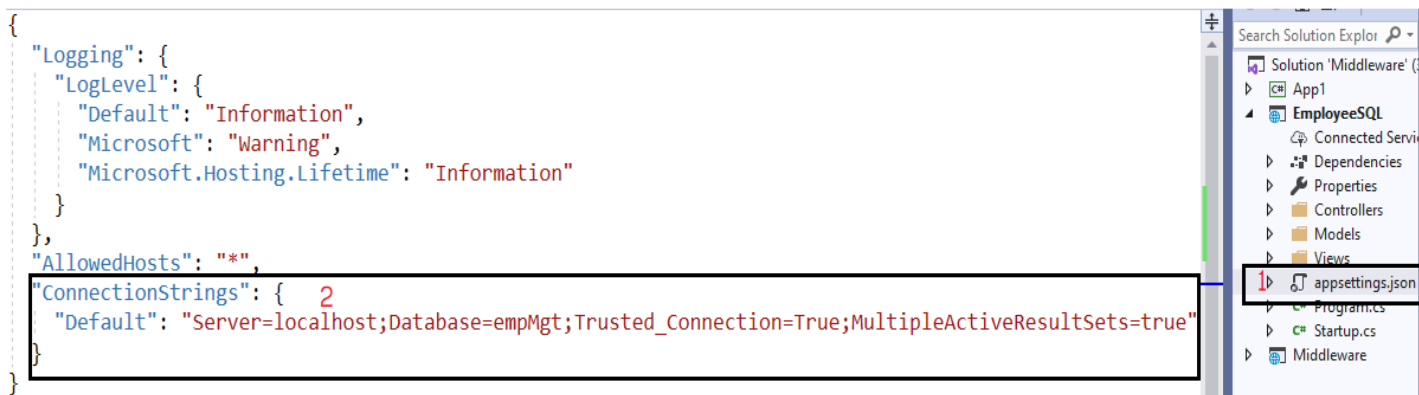 {
"Logging": {
"LogLevel": {
"Default": "Information",
"Microsoft": "Warning",
"Microsoft.Hosting.Lifetime": "Information"
}
},
"AllowedHosts": "*",
"ConnectionStrings": { 2
"Default": "Server=localhost;Database=empMgt;Trusted_Connection=True;MultipleActiveResultSets=true"
}
}
Search Solution Explor
Solution 'Middleware' (
C# App1
EmployeeSQL
Connected Servi
Dependencies
Properties
Controllers
Models
Views
1 appsettings.json
C# Program.cs
C# Startup.cs
Middleware